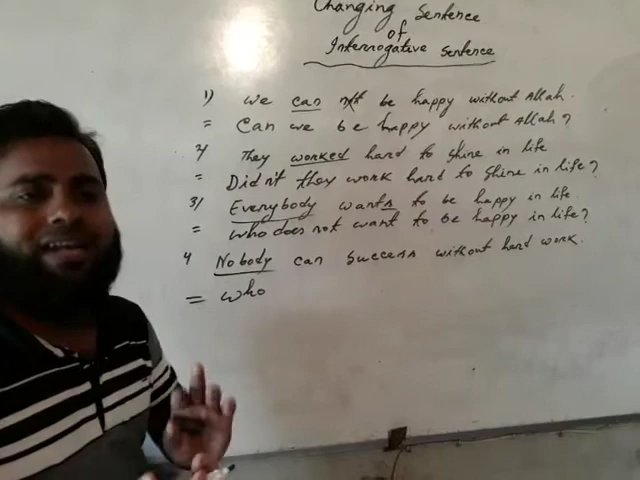 Changing Sentence
of
Interrogative Sentence
1) We can not be happy without Allah.
= Can we be happy without Allah?
2) They worked hard to shine in life
= Didn't they work hard to shine in life?
3) Everybody wants to be happy in life.
= Who does not want to be happy in life?
4 Nobody can success without hard work.
= Who